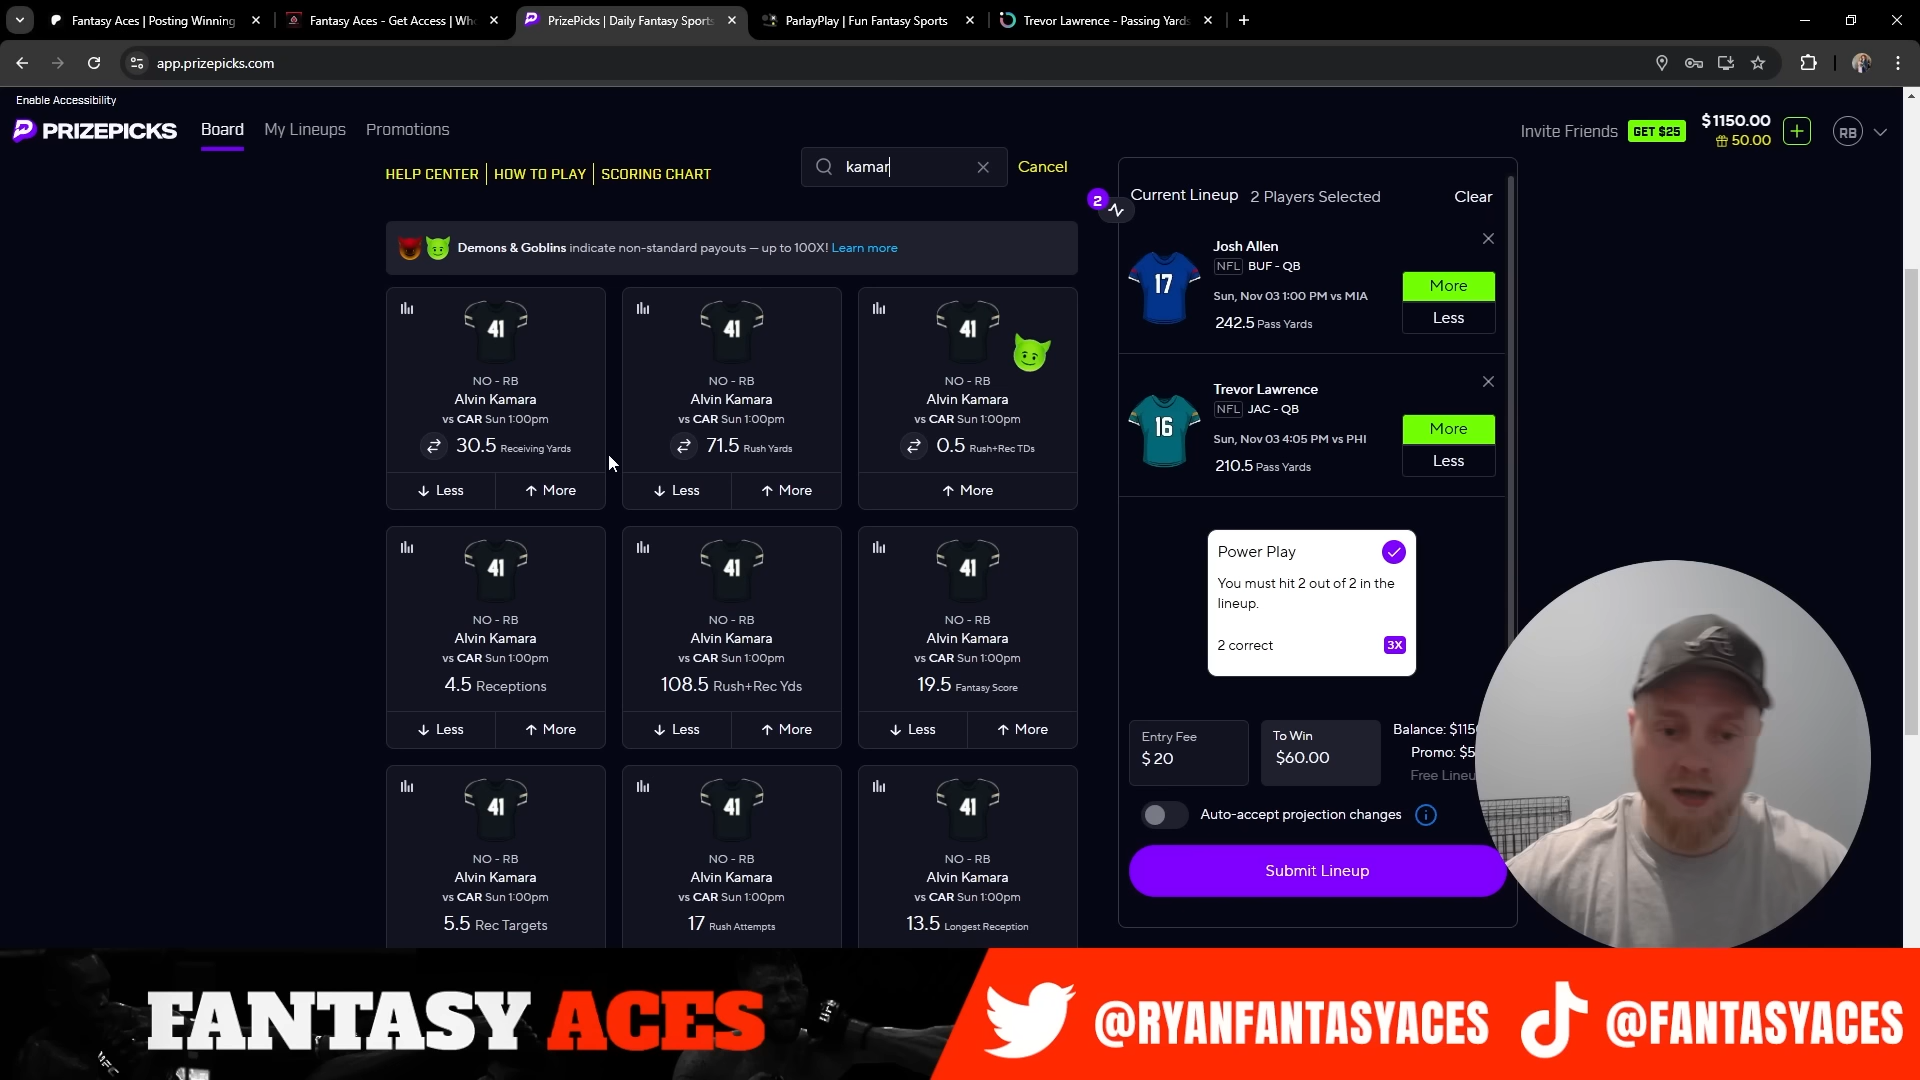 Fantasy Aces | Posting Winning
Fantasy Aces - Get Access | Who
PrizePicks | Daily Fantasy Sports
ParlayPlay | Fun Fantasy Sports
Trevor Lawrence - Passing Yards
app.prizepicks.com
Enable Accessibility
PRIZEPICKS
Board
My Lineups
Promotions
Invite Friends
GET $25
$1150.00
50.00
RB
HELP CENTER
HOW TO PLAY
SCORING CHART
kamar
Cancel
Demons & Goblins indicate non-standard payouts – up to 100X! Learn more
41
NO - RB
Alvin Kamara
vs CAR Sun 1:00pm
30.5 Receiving Yards
Less
More
41
NO - RB
Alvin Kamara
vs CAR Sun 1:00pm
71.5 Rush Yards
Less
More
41
NO - RB
Alvin Kamara
vs CAR Sun 1:00pm
0.5 Rush+Rec TDs
More
41
NO - RB
Alvin Kamara
vs CAR Sun 1:00pm
4.5 Receptions
Less
More
41
NO - RB
Alvin Kamara
vs CAR Sun 1:00pm
108.5 Rush+Rec Yds
Less
More
41
NO - RB
Alvin Kamara
vs CAR Sun 1:00pm
19.5 Fantasy Score
Less
More
41
NO - RB
Alvin Kamara
vs CAR Sun 1:00pm
5.5 Rec Targets
41
NO - RB
Alvin Kamara
vs CAR Sun 1:00pm
17 Rush Attempts
41
NO - RB
Alvin Kamara
vs CAR Sun 1:00pm
13.5 Longest Reception
2
Current Lineup 2 Players Selected
Clear
17
Josh Allen
NFL BUF - QB
Sun, Nov 03 1:00 PM vs MIA
242.5 Pass Yards
More
Less
16
Trevor Lawrence
NFL JAC - QB
Sun, Nov 03 4:05 PM vs PHI
210.5 Pass Yards
More
Less
Power Play
You must hit 2 out of 2 in the
lineup.
2 correct
3X
Entry Fee
$ 20
To Win
$60.00
Balance: $115
Promo: $5
Free Lineu
Auto-accept projection changes
Submit Lineup
FANTASY ACES
@RYANFANTASYACES
@FANTASYACES